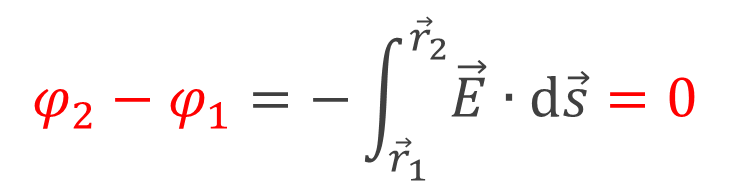 φ₂ − φ₁ = − ∫_{r⃗₁}^{r⃗₂} E⃗ · ds⃗ = 0